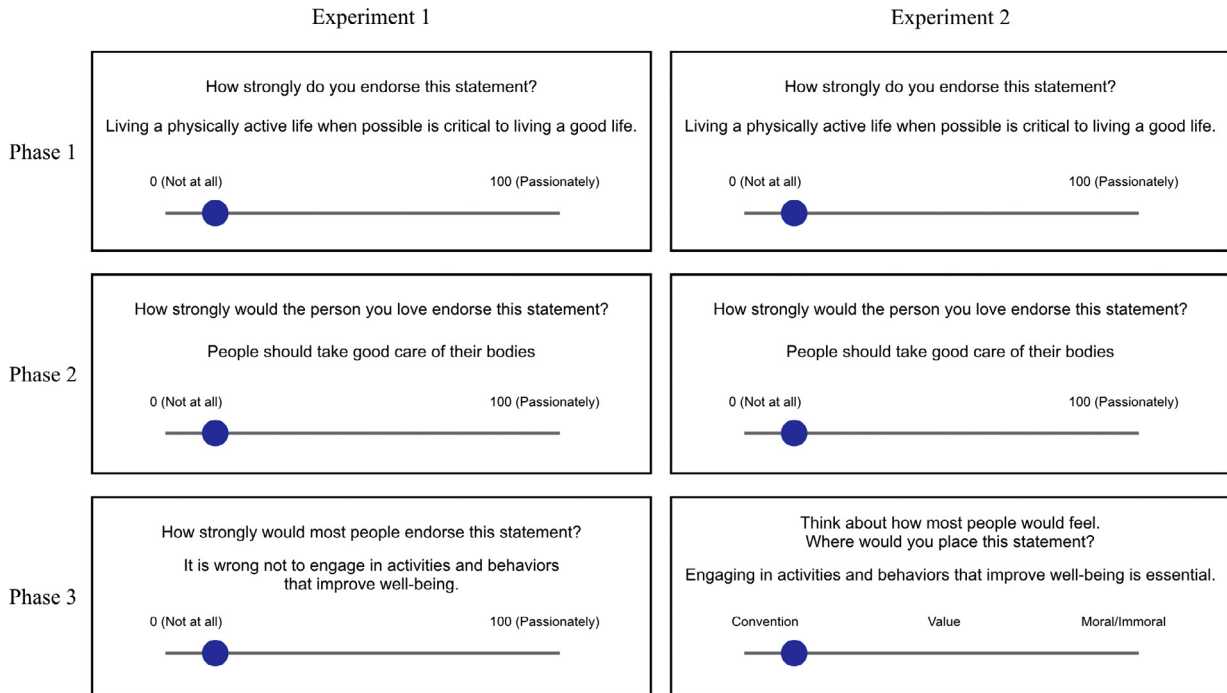 Experiment 1
Experiment 2
Phase 1
How strongly do you endorse this statement?
Living a physically active life when possible is critical to living a good life.
0 (Not at all)
100 (Passionately)
How strongly do you endorse this statement?
Living a physically active life when possible is critical to living a good life.
0 (Not at all)
100 (Passionately)
Phase 2
How strongly would the person you love endorse this statement?
People should take good care of their bodies
0 (Not at all)
100 (Passionately)
How strongly would the person you love endorse this statement?
People should take good care of their bodies
0 (Not at all)
100 (Passionately)
Phase 3
How strongly would most people endorse this statement?
It is wrong not to engage in activities and behaviors
that improve well-being.
0 (Not at all)
100 (Passionately)
Think about how most people would feel.
Where would you place this statement?
Engaging in activities and behaviors that improve well-being is essential.
Convention
Value
Moral/Immoral